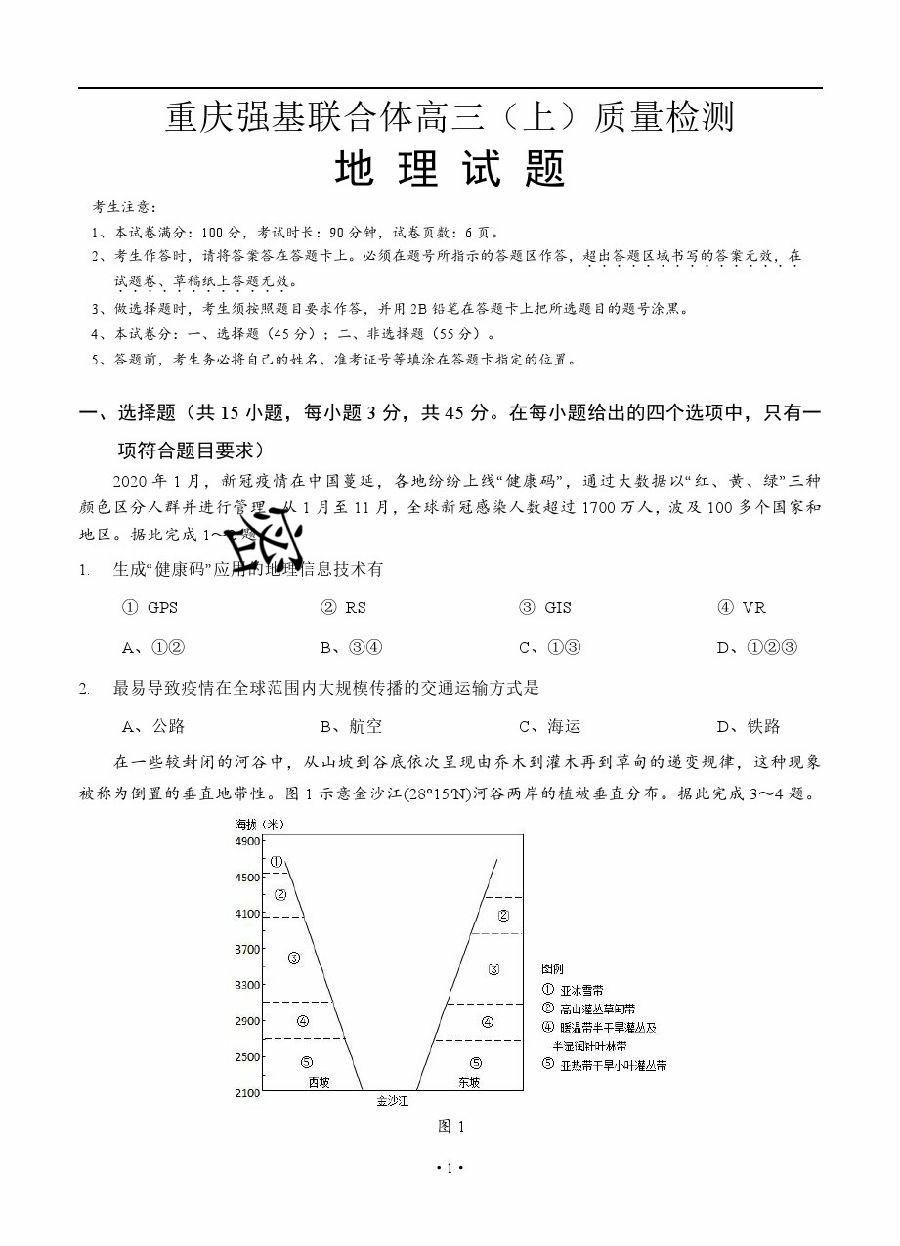 重庆强基联合体高三（上）质量检测
地 理 试 题
考生注意：
1、本试卷满分：100 分，考试时长：90 分钟，试卷页数：6 页。
2、考生作答时，请将答案答在答题卡上。必须在题号所指示的答题区作答，超出答题区域书写的答案无效，在
试题卷、草稿纸上答题无效。
3、做选择题时，考生须按照题目要求作答，并用 2B 铅笔在答题卡上把所选题目的题号涂黑。
4、本试卷分：一、选择题（45 分）；二、非选择题（55 分）。
5、答题前，考生务必将自己的姓名、准考证号等填涂在答题卡指定的位置。
一、选择题（共 15 小题，每小题 3 分，共 45 分。在每小题给出的四个选项中，只有一
项符合题目要求）
2020 年 1 月，新冠疫情在中国蔓延，各地纷纷上线“健康码”，通过大数据以“红、黄、绿”三种
颜色区分人群并进行管理。从 1 月至 11 月，全球新冠感染人数超过 1700 万人，波及 100 多个国家和
地区。据此完成 1～2 题。
密
1. 生成“健康码”应用的地理信息技术有
① GPS ② RS ③ GIS ④ VR
A、①② B、③④ C、①③ D、①②③
2. 最易导致疫情在全球范围内大规模传播的交通运输方式是
A、公路 B、航空 C、海运 D、铁路
在一些较封闭的河谷中，从山坡到谷底依次呈现由乔木到灌木再到草甸的递变规律，这种现象
被称为倒置的垂直地带性。图 1 示意金沙江(28°15′N)河谷两岸的植被垂直分布。据此完成 3～4 题。
海拔（米）
4900
①
4500
②
4100 ②
3700
③ ③
3300
2900 ④ ④
2500
⑤ ⑤
西坡 东坡
2100
金沙江
图例
① 亚冰雪带
② 高山灌丛草甸带
④ 暖温带半干旱灌丛及
半湿润针叶林带
⑤ 亚热带干旱小叶灌丛带
图 1
• 1 •